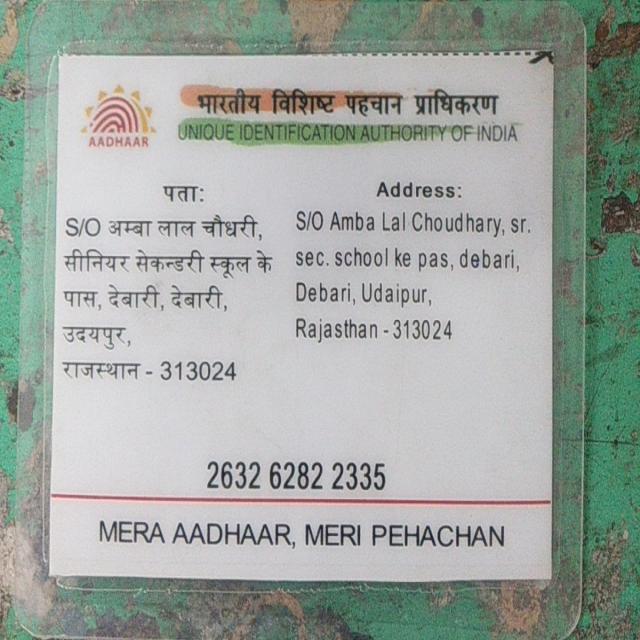 भारतीय विशिष्ट पहचान प्राधिकरण
AADHAAR
UNIQUE IDENTIFICATION AUTHORITY OF INDIA
पता:
S/O अम्बा लाल चौधरी,
सीनियर सेकन्डरी स्कूल के
पास, देबारी, देबारी,
उदयपुर,
राजस्थान - 313024
Address:
S/O Amba Lal Choudhary, sr.
sec. school ke pas, debari,
Debari, Udaipur,
Rajasthan - 313024
2632 6282 2335
MERA AADHAAR, MERI PEHACHAN